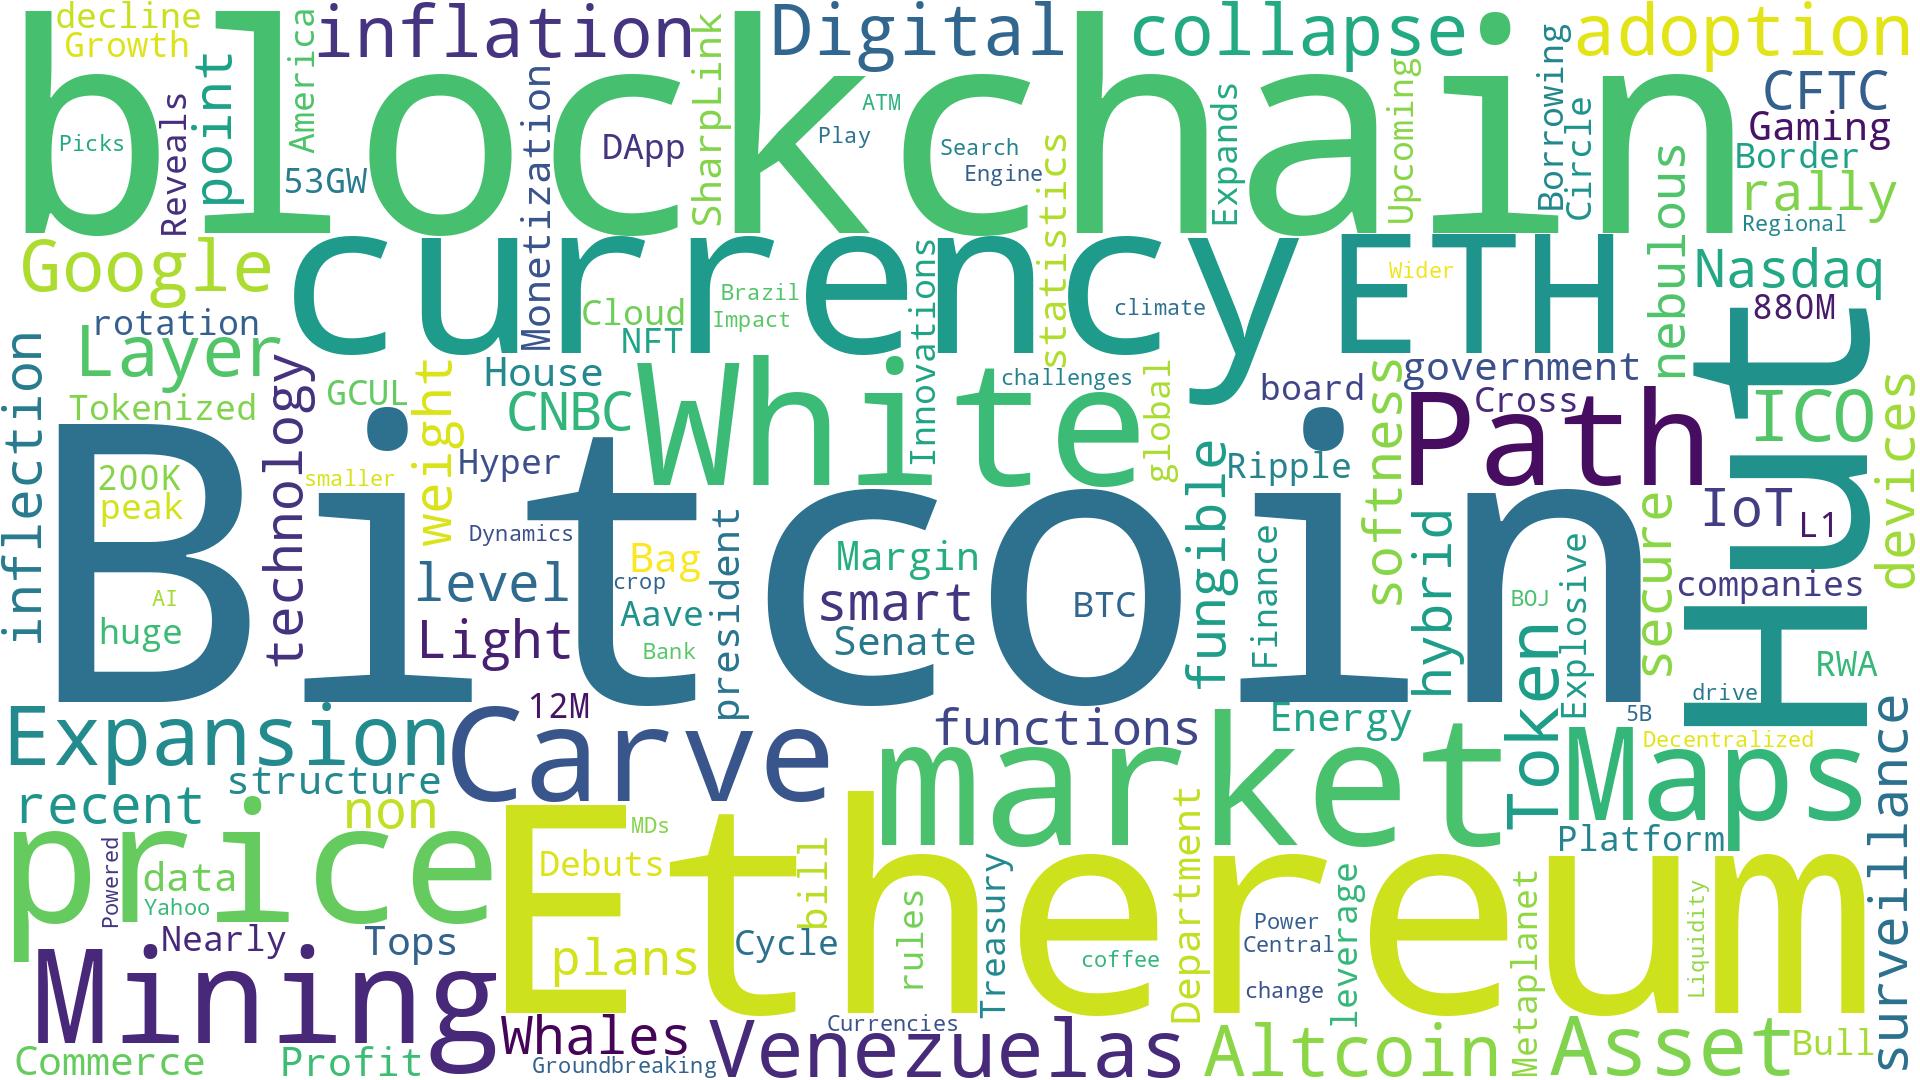 decline
Growth
America
inflation
Digital
collapse
adoption
blockchain
Picks
Reveals
point
53GW
Monetization
DApp
SharpLink
ATM
Play
Search
Engine
statistics
Expands
Upcoming
Borrowing
Circle
CFTC
Gaming
Border
rally
Regional
nebulous
Google
currency
ETH
Wider
Nasdaq
880M
rotation
Layer
Cloud
NFT
Brazil
Impact
Innovations
climate
Hut
Tokenized
technology
GCUL
weight
House
CNBC
White
challenges
global
board
government
Cross
Path
ICO
devices
inflection
Bitcoin
200K
peak
smaller
Hyper
Ripple
softness
fungible
hybrid
secure
IoT
L1
AI
huge
Dynamics
level
Light
Bag
crop
Aave
Bank
president
Margin
smart
Senate
BTC
Finance
BOJ
Token
Explosive
companies
RWA
drive
5B
Decentralized
Expansion
structure
12M
Carve
functions
Energy
market
Maps
Platform
surveillance
recent
non
price
data
Yahoo
Powered
Ethereum
MDs
Debuts
bill
plans
Cycle
rules
Treasury
coffee
Department
Power
Central
change
leverage
Metaplanet
Liquidity
Nearly
Tops
Mining
Commerce
Profit
Whales
Groundbreaking
Venezuelas
Currencies
Altcoin
Asset
Bull